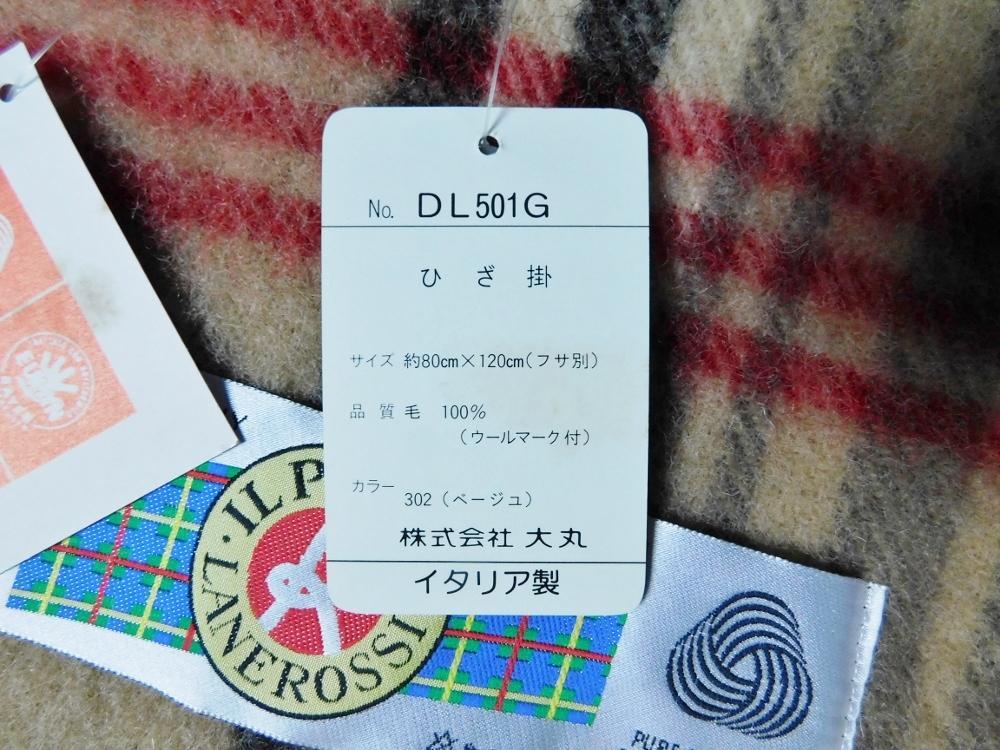 No. DL501G
ひざ掛
サイズ 約80cm×120cm(フサ別)
品質 毛 100%
(ウールマーク付)
カラー 302(ベージュ)
株式会社 大丸
イタリア製
IL P
LANEROSSI
PURE